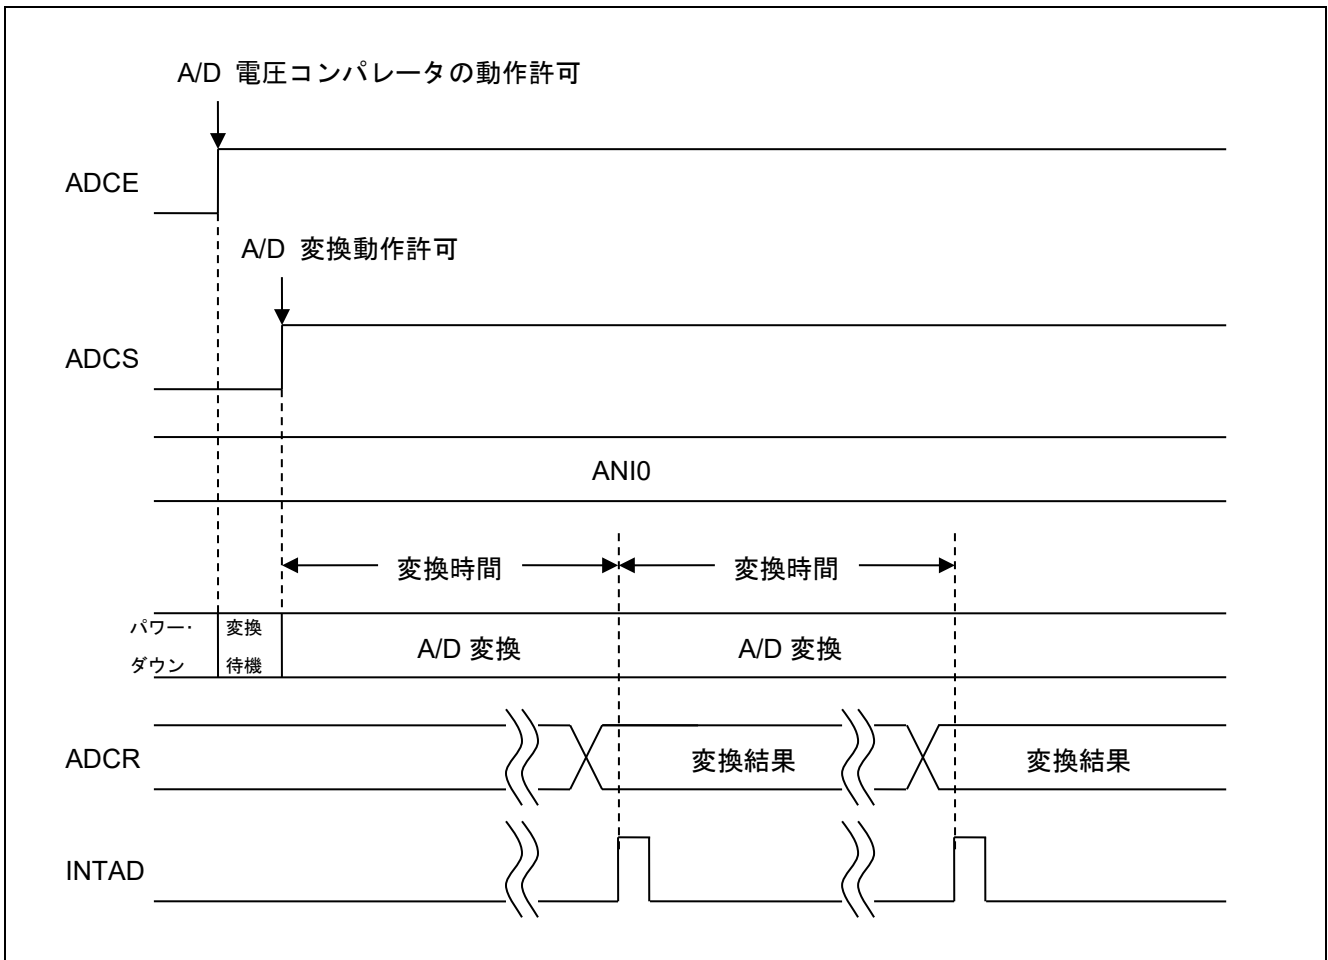 A/D 電圧コンパレータの動作許可
ADCE
A/D 変換動作許可
ADCS
ANI0
変換時間
変換時間
パワー・
ダウン
変換
待機
A/D 変換
A/D 変換
ADCR
変換結果
変換結果
INTAD